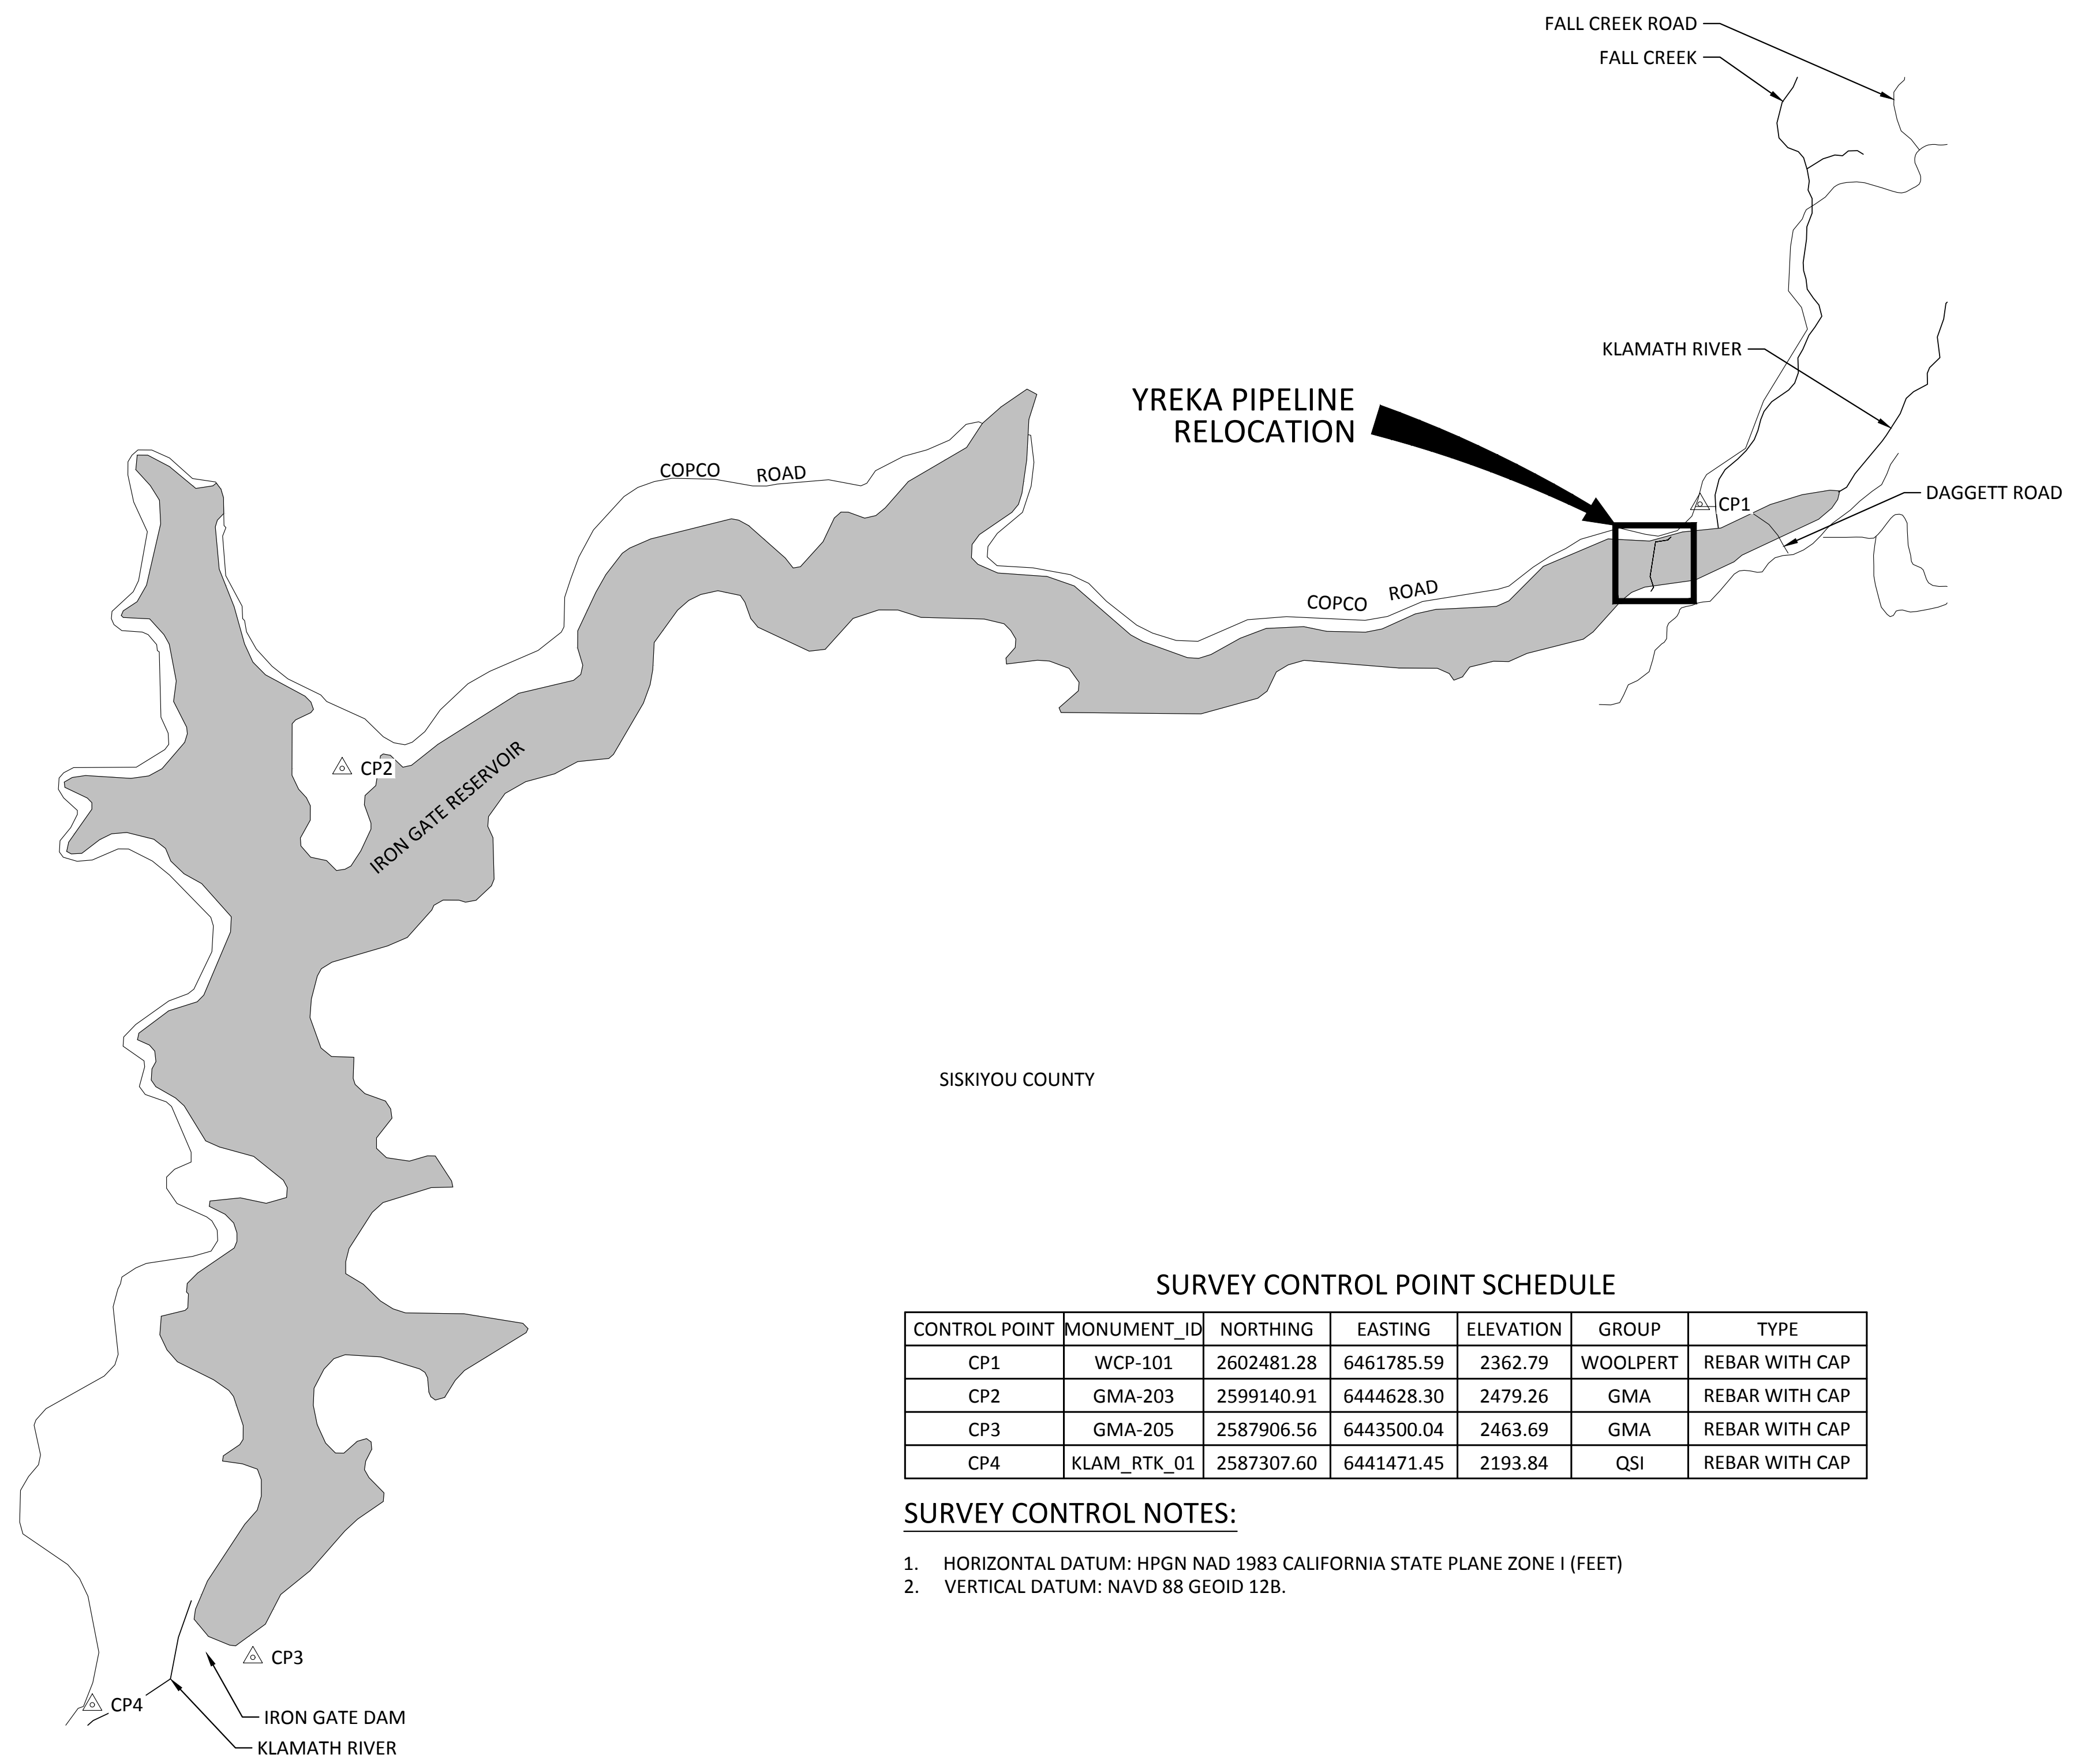 FALL CREEK ROAD
FALL CREEK
KLAMATH RIVER
YREKA PIPELINE
RELOCATION
COPCO ROAD
CP1
DAGGETT ROAD
COPCO ROAD
CP2
IRON GATE RESERVOIR
SISKIYOU COUNTY
SURVEY CONTROL POINT SCHEDULE
CONTROL POINT MONUMENT_ID NORTHING EASTING ELEVATION GROUP TYPE
CP1 WCP-101 2602481.28 6461785.59 2362.79 WOOLPERT REBAR WITH CAP
CP2 GMA-203 2599140.91 6444628.30 2479.26 GMA REBAR WITH CAP
CP3 GMA-205 2587906.56 6443500.04 2463.69 GMA REBAR WITH CAP
CP4 KLAM_RTK_01 2587307.60 6441471.45 2193.84 QSI REBAR WITH CAP
SURVEY CONTROL NOTES:
1. HORIZONTAL DATUM: HPGN NAD 1983 CALIFORNIA STATE PLANE ZONE I (FEET)
2. VERTICAL DATUM: NAVD 88 GEOID 12B.
CP3
CP4
IRON GATE DAM
KLAMATH RIVER